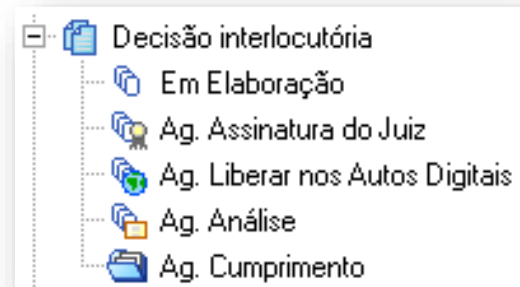 Decisão interlocutória
Em Elaboração
Ag. Assinatura do Juiz
Ag. Liberar nos Autos Digitais
Ag. Análise
Ag. Cumprimento